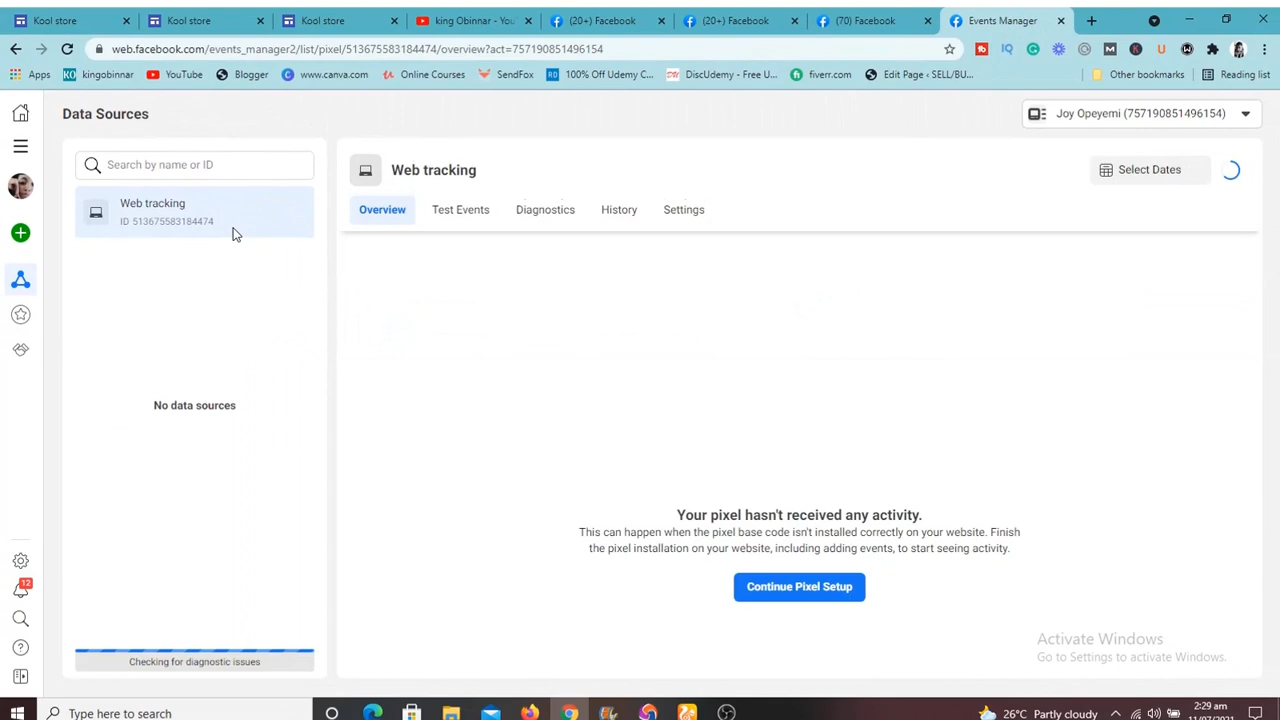 Kool store
Kool store
Kool store
king Obinnar - You
(20+) Facebook
(20+) Facebook
(70) Facebook
Events Manager
web.facebook.com/events_manager2/list/pixel/513675583184474/overview?act=757190851496154
Apps
kingobinnar
YouTube
Blogger
www.canva.com
Online Courses
SendFox
100% Off Udemy C...
DiscUdemy - Free U...
fiverr.com
Edit Page ‹ SELL/BU...
Other bookmarks
Reading list
Data Sources
Joy Opeyemi (757190851496154)
Search by name or ID
Web tracking
ID 513675583184474
Web tracking
Select Dates
Overview
Test Events
Diagnostics
History
Settings
No data sources
Your pixel hasn't received any activity.
This can happen when the pixel base code isn't installed correctly on your website. Finish
the pixel installation on your website, including adding events, to start seeing activity.
Continue Pixel Setup
12
Activate Windows
Go to Settings to activate Windows.
Checking for diagnostic issues
Type here to search
26°C Partly cloudy
2:29 am
11/07/2021